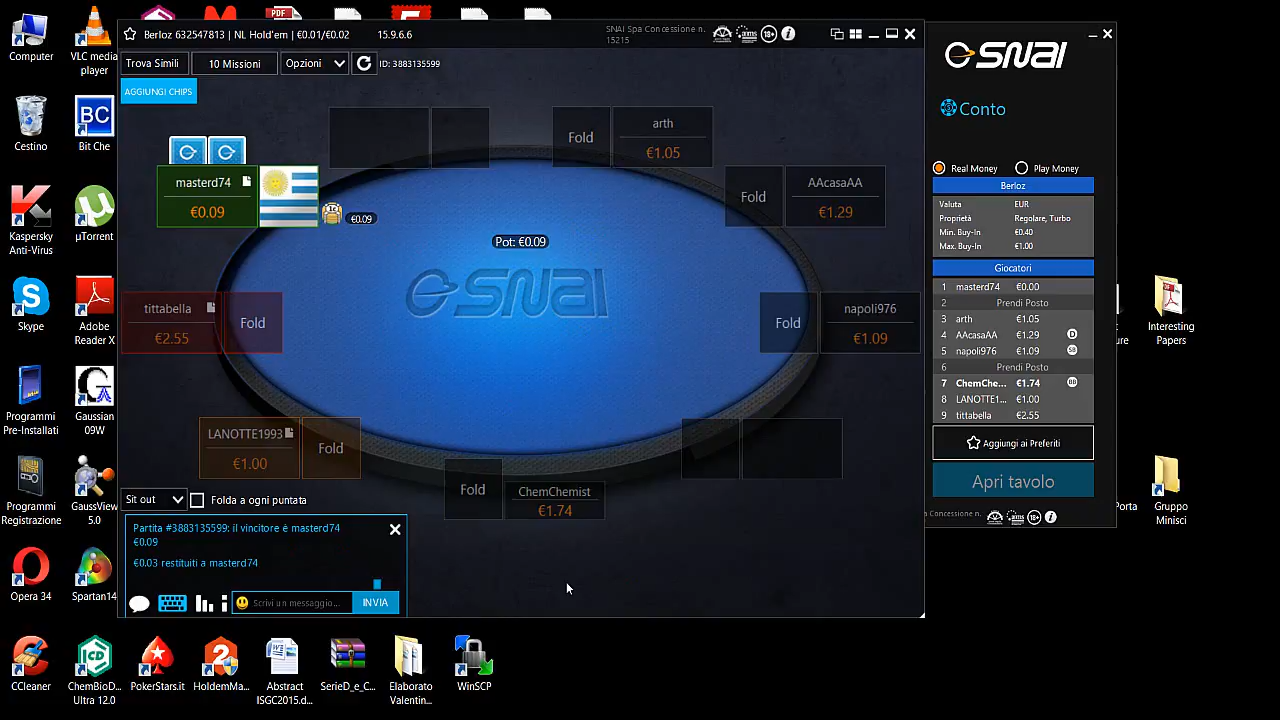 Berloz 632547813 | NL Hold'em | €0.01/€0.02
15.9.6.6
SNAI Spa Concessione n.
15215
18+
Trova Simili
10 Missioni
Opzioni
ID: 3883135599
AGGIUNGI CHIPS
Fold
arth
€1.05
masterd74
€0.09
€0.09
Fold
AAcasaAA
€1.29
Pot: €0.09
SNAI
tittabella
€2.55
Fold
Fold
napoli976
€1.09
LANOTTE1993
€1.00
Fold
Fold
ChemChemist
€1.74
Sit out
Folda a ogni puntata
Partita #3883135599: il vincitore è masterd74
€0.09
€0.03 restituiti a masterd74
Scrivi un messaggio...
INVIA
SNAI
Conto
Real Money
Play Money
Berloz
Valuta
EUR
Proprietà
Regolare, Turbo
Min. Buy-In
€0.40
Max. Buy-In
€1.00
Giocatori
1 masterd74 €0.00
2 Prendi Posto
3 arth €1.05
4 AAcasaAA €1.29 D
5 napoli976 €1.09 SB
6 Prendi Posto
7 ChemChe... €1.74 BB
8 LANOTTE1... €1.00
9 tittabella €2.55
Aggiungi ai Preferiti
Apri tavolo
Concessione n.
18+
Computer
VLC media
player
PDF
Cestino
BC
Bit Che
Kaspersky
Anti-Virus
µTorrent
Skype
Adobe
Reader X
Programmi
Pre-Installati
Gaussian
09W
Programmi
Registrazione
GaussView
5.0
Opera 34
Spartan14
CCleaner
ChemBioD...
Ultra 12.0
PokerStars.it
HoldemMa...
Abstract
ISGC2015.d...
SerieD_e_C...
Elaborato
Valentin...
WinSCP
Interesting
Papers
Gruppo
Minisci
Porta